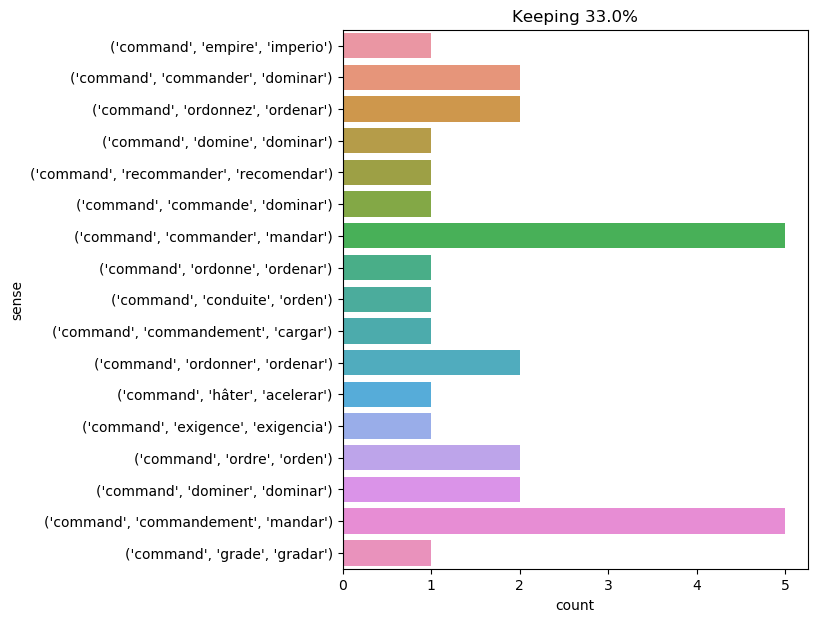 Keeping 33.0%
('command', 'empire', 'imperio')
('command', 'commander', 'dominar')
('command', 'ordonnez', 'ordenar')
('command', 'domine', 'dominar')
('command', 'recommander', 'recomendar')
('command', 'commande', 'dominar')
('command', 'commander', 'mandar')
('command', 'ordonne', 'ordenar')
('command', 'conduite', 'orden')
('command', 'commandement', 'cargar')
('command', 'ordonner', 'ordenar')
('command', 'hâter', 'acelerar')
('command', 'exigence', 'exigencia')
('command', 'ordre', 'orden')
('command', 'dominer', 'dominar')
('command', 'commandement', 'mandar')
('command', 'grade', 'gradar')
sense
0 1 2 3 4 5
count